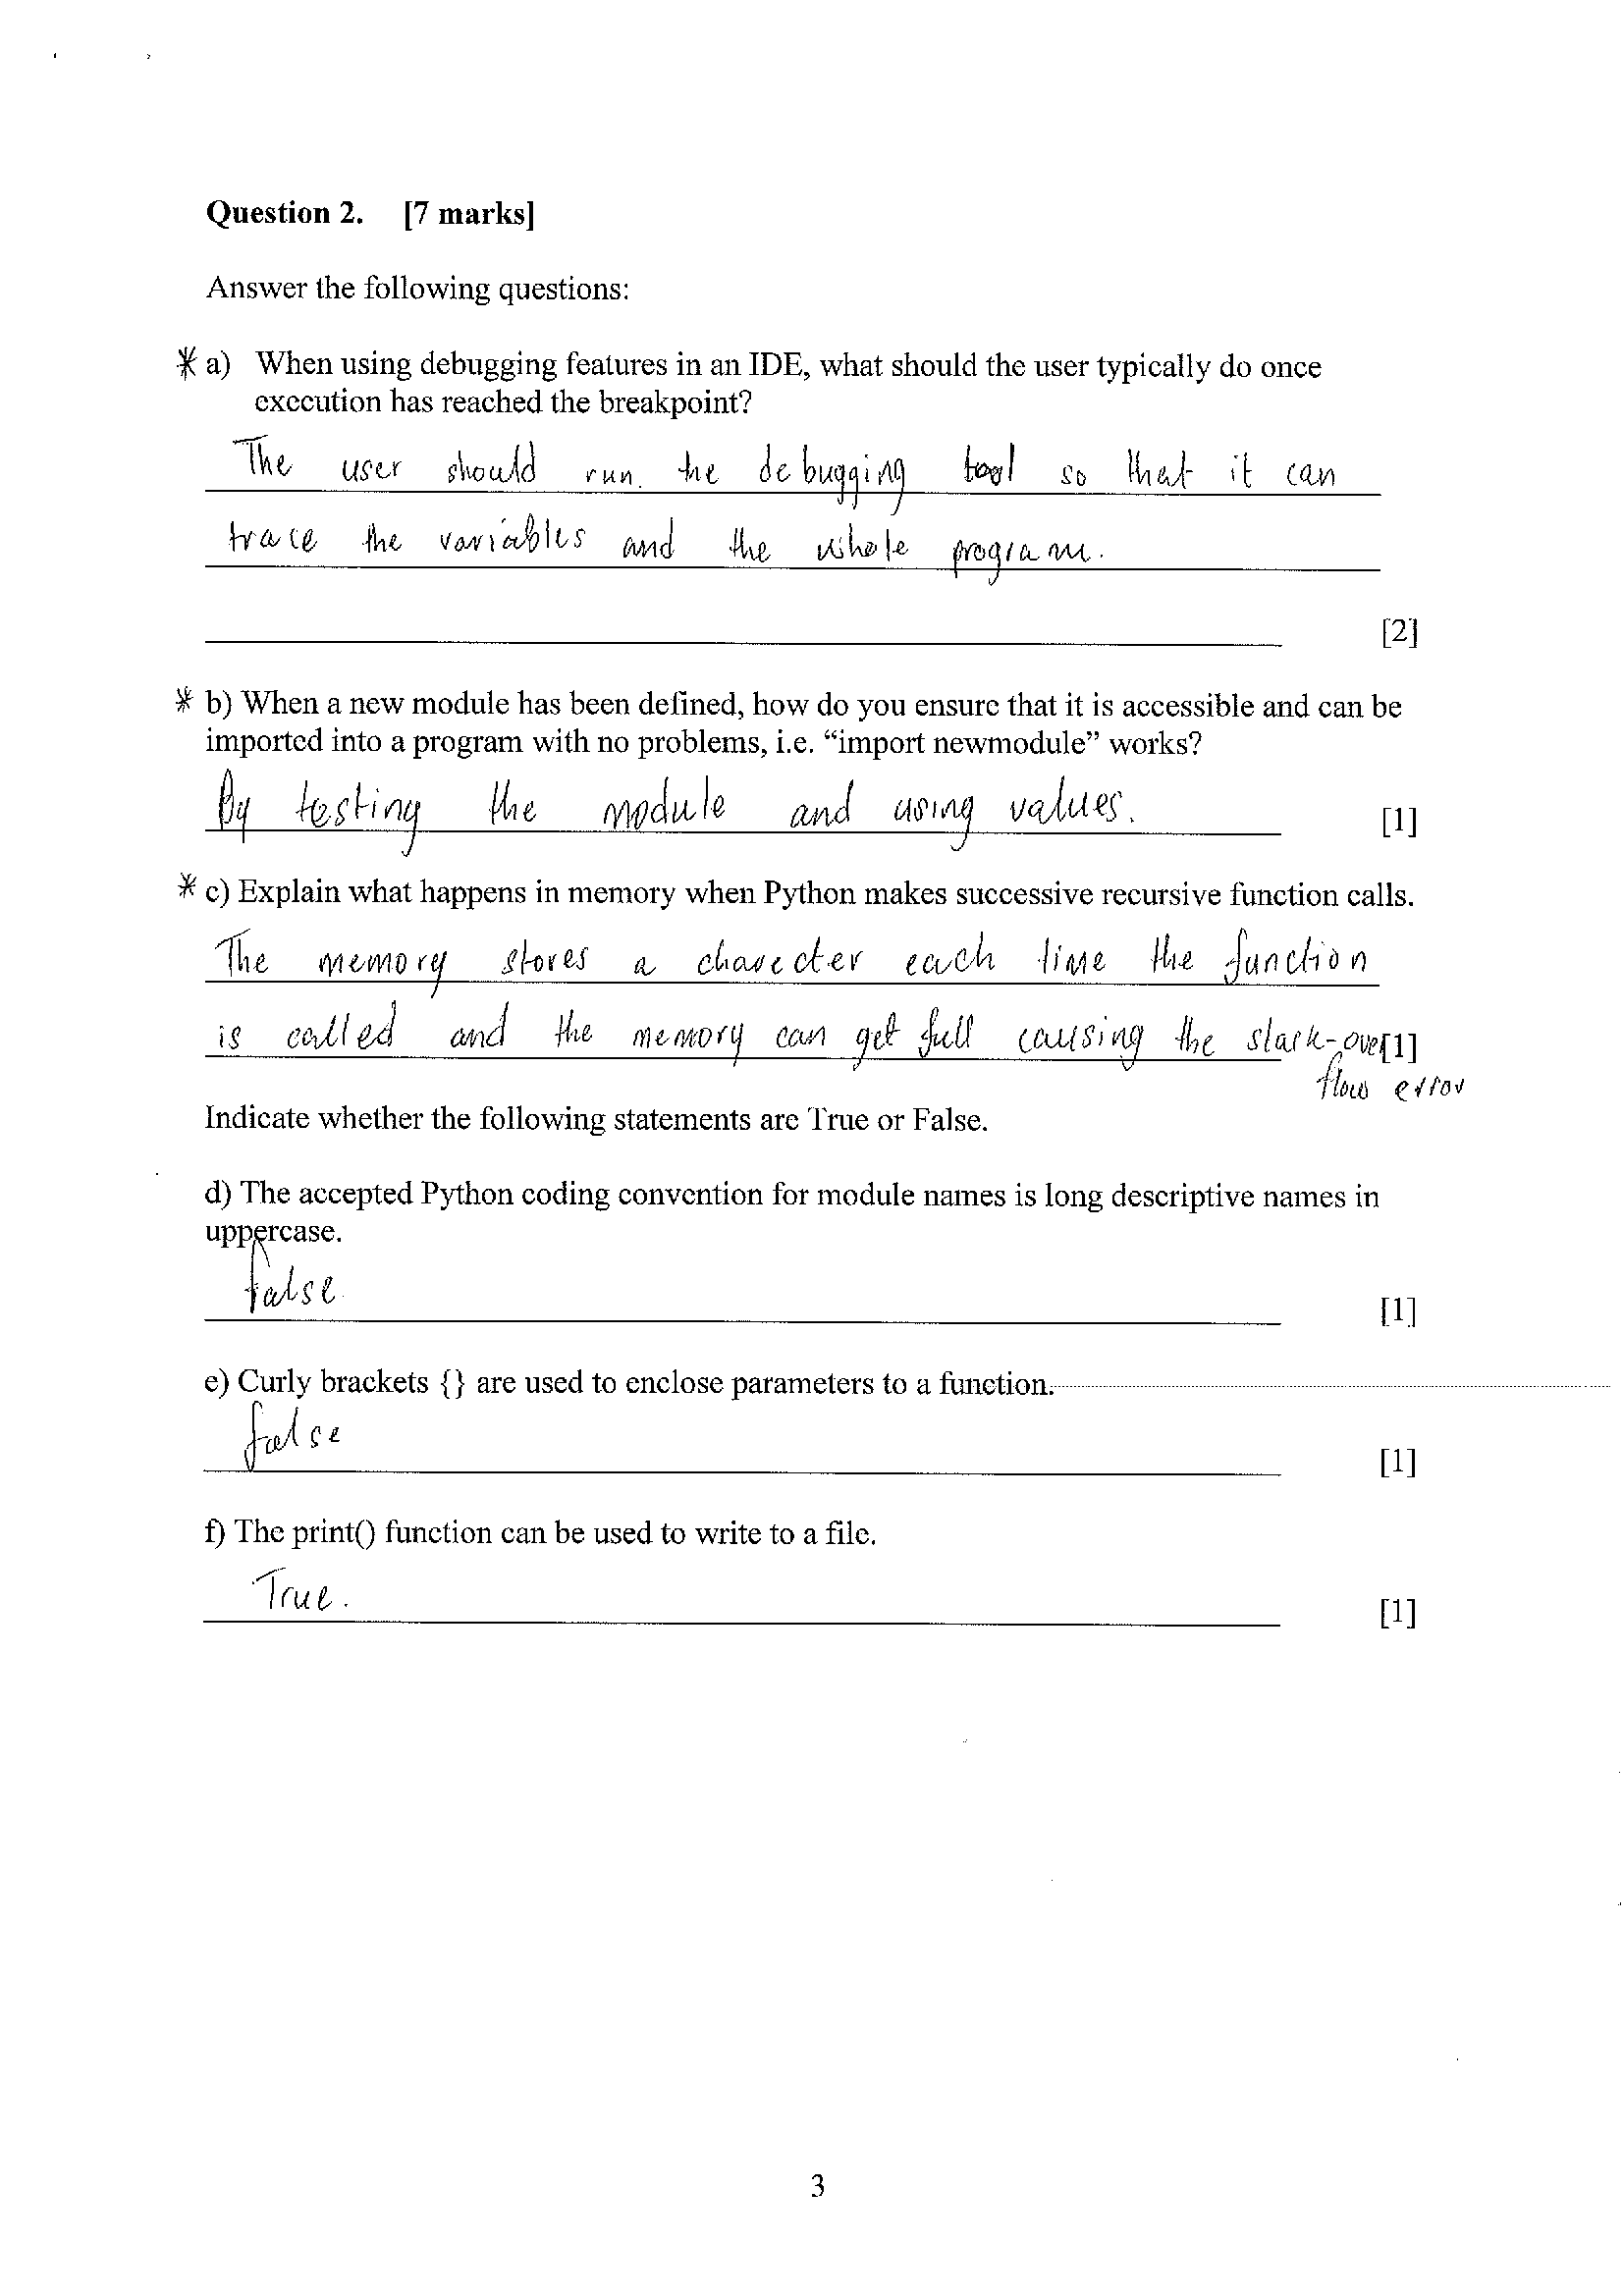 Question 2. [7 marks]
Answer the following questions:
* a) When using debugging features in an IDE, what should the user typically do once
execution has reached the breakpoint?
The user should run. the debugging tool so that it can
trace the variables and the whole program.
[2]
* b) When a new module has been defined, how do you ensure that it is accessible and can be
imported into a program with no problems, i.e. “import newmodule” works?
By testing the module and using values. [1]
* c) Explain what happens in memory when Python makes successive recursive function calls.
The memory stores a charecter each time the function
is called and the memory can get full causing the stack-over [1]
flow error
Indicate whether the following statements are True or False.
d) The accepted Python coding convention for module names is long descriptive names in
uppercase.
false. [1]
e) Curly brackets {} are used to enclose parameters to a function.
false [1]
f) The print() function can be used to write to a file.
True. [1]
3